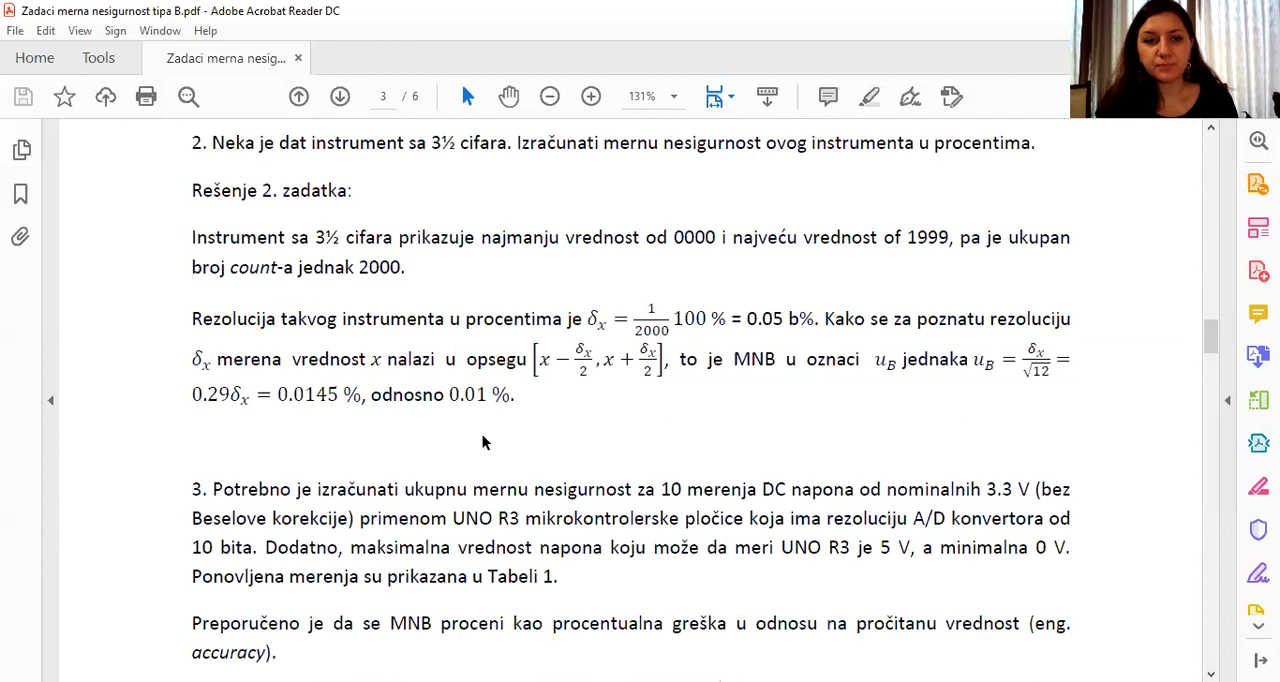 Zadaci merna nesigurnost tipa B.pdf - Adobe Acrobat Reader DC
File Edit View Sign Window Help
Home Tools Zadaci merna nesig... ×
3 / 6 131%
2. Neka je dat instrument sa 3½ cifara. Izračunati mernu nesigurnost ovog instrumenta u procentima.
Rešenje 2. zadatka:
Instrument sa 3½ cifara prikazuje najmanju vrednost od 0000 i najveću vrednost of 1999, pa je ukupan
broj count-a jednak 2000.
Rezolucija takvog instrumenta u procentima je δx = 1/2000 100 % = 0.05 b%. Kako se za poznatu rezoluciju
δx merena vrednost x nalazi u opsegu [x − δx/2, x + δx/2], to je MNB u oznaci uB jednaka uB = δx/√12 =
0.29δx = 0.0145 %, odnosno 0.01 %.
3. Potrebno je izračunati ukupnu mernu nesigurnost za 10 merenja DC napona od nominalnih 3.3 V (bez
Beselove korekcije) primenom UNO R3 mikrokontrolerske pločice koja ima rezoluciju A/D konvertora od
10 bita. Dodatno, maksimalna vrednost napona koju može da meri UNO R3 je 5 V, a minimalna 0 V.
Ponovljena merenja su prikazana u Tabeli 1.
Preporučeno je da se MNB proceni kao procentualna greška u odnosu na pročitanu vrednost (eng.
accuracy).